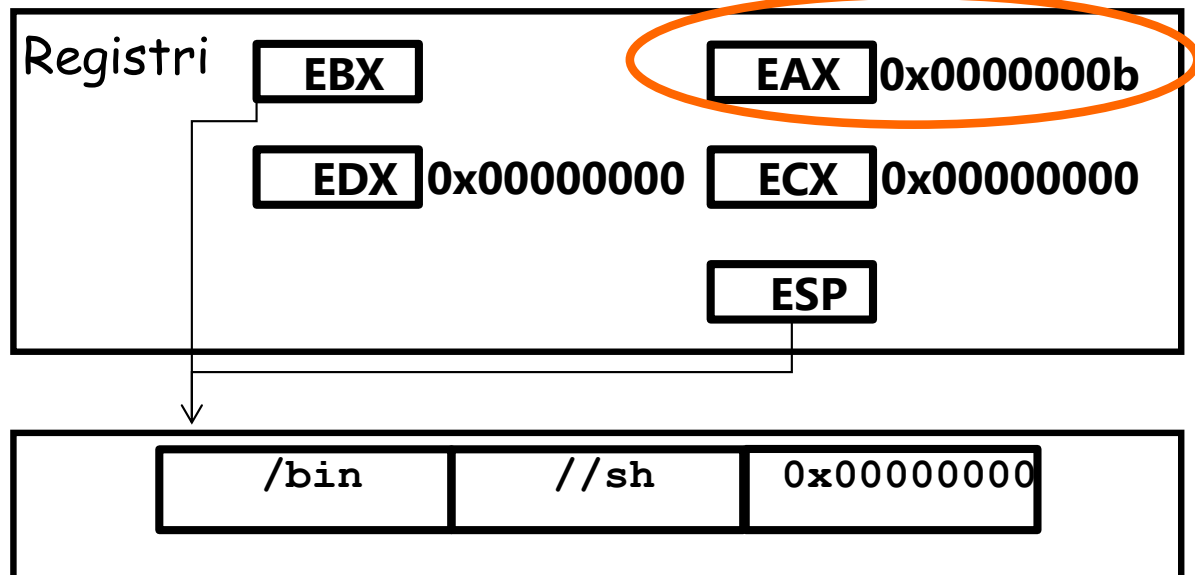 Registri
EBX
EAX 0x0000000b
EDX 0x00000000
ECX 0x00000000
ESP
/bin
//sh
0x00000000